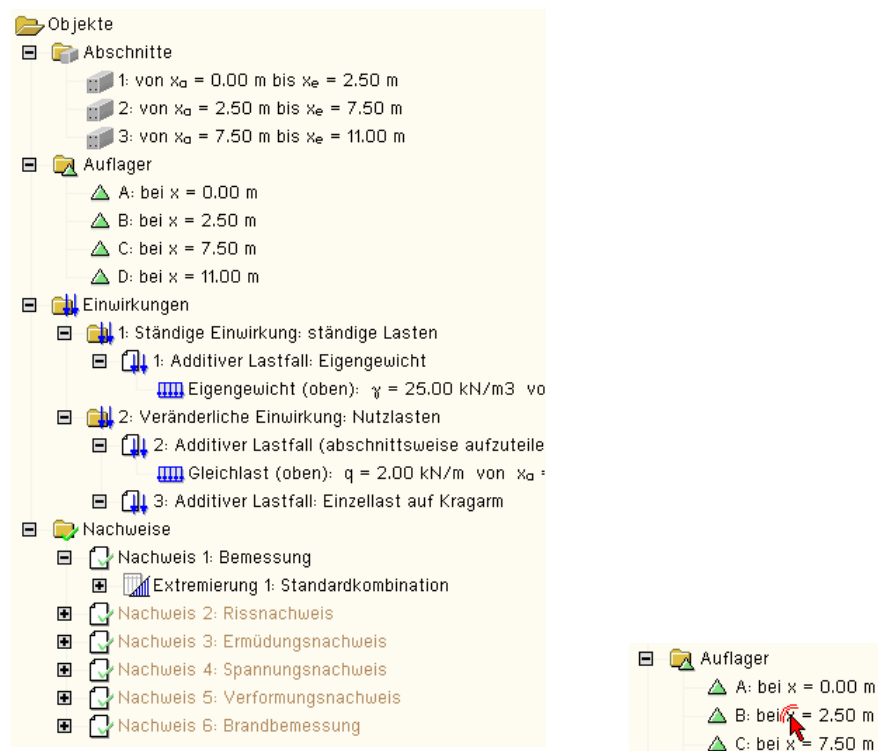 Objekte
Abschnitte
1: von xa = 0.00 m bis xe = 2.50 m
2: von xa = 2.50 m bis xe = 7.50 m
3: von xa = 7.50 m bis xe = 11.00 m
Auflager
A: bei x = 0.00 m
B: bei x = 2.50 m
C: bei x = 7.50 m
D: bei x = 11.00 m
Einwirkungen
1: Ständige Einwirkung: ständige Lasten
1: Additiver Lastfall: Eigengewicht
Eigengewicht (oben): γ = 25.00 kN/m3 vo
2: Veränderliche Einwirkung: Nutzlasten
2: Additiver Lastfall (abschnittsweise aufzuteile
Gleichlast (oben): q = 2.00 kN/m von xa =
3: Additiver Lastfall: Einzellast auf Kragarm
Nachweise
Nachweis 1: Bemessung
Extremierung 1: Standardkombination
Nachweis 2: Rissnachweis
Nachweis 3: Ermüdungsnachweis
Nachweis 4: Spannungsnachweis
Nachweis 5: Verformungsnachweis
Nachweis 6: Brandbemessung
Auflager
A: bei x = 0.00 m
B: bei x = 2.50 m
C: bei x = 7.50 m